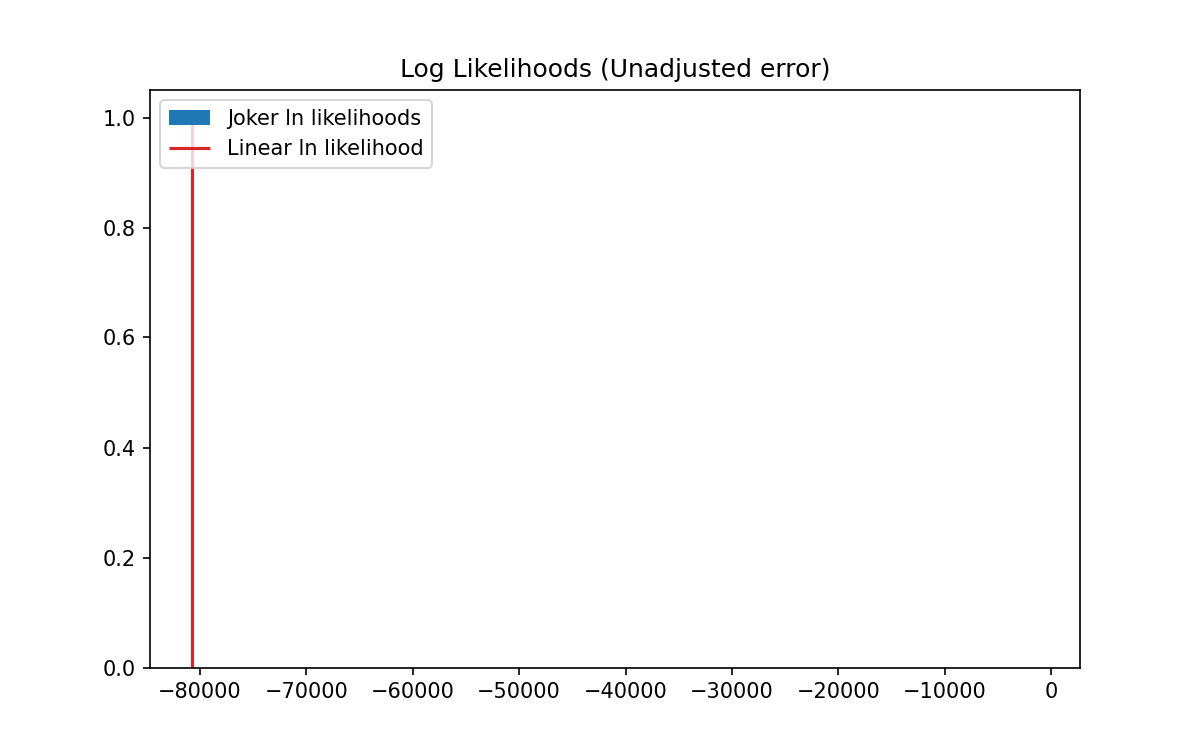 Log Likelihoods (Unadjusted error)
Joker ln likelihoods
Linear ln likelihood
1.0
0.8
0.6
0.4
0.2
0.0
−80000 −70000 −60000 −50000 −40000 −30000 −20000 −10000 0